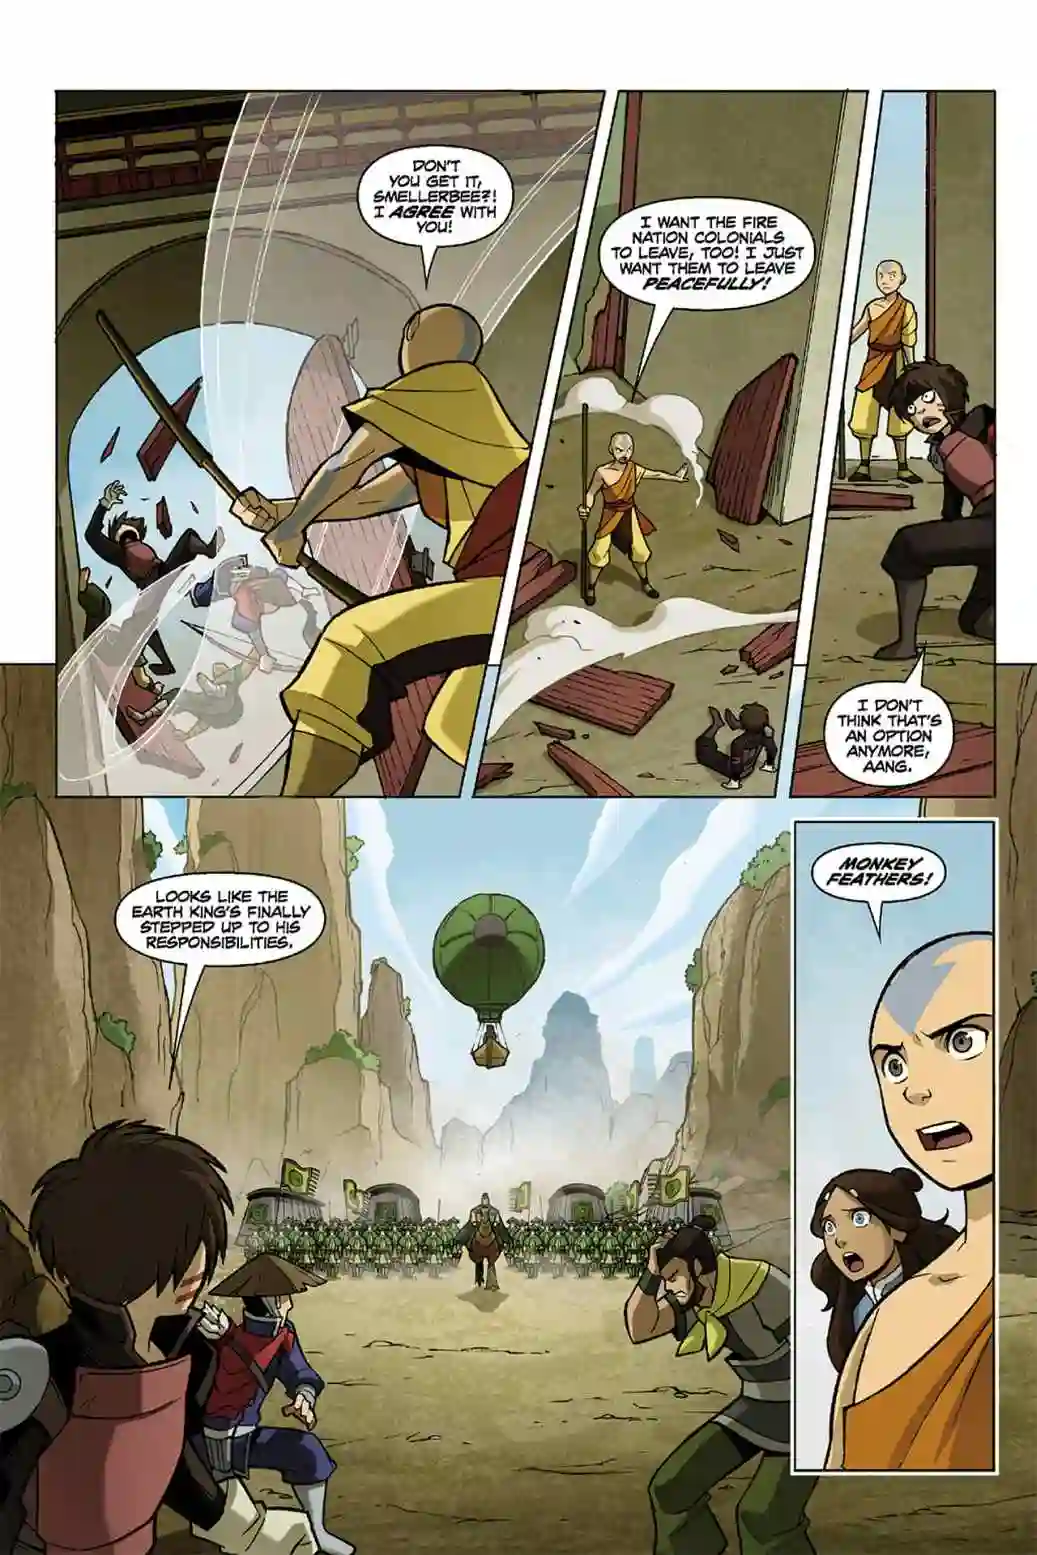 DON'T
YOU GET IT,
SMELLERBEE?!
I AGREE WITH
YOU!
I WANT THE FIRE
NATION COLONIALS
TO LEAVE, TOO! I JUST
WANT THEM TO LEAVE
PEACEFULLY!
I DON'T
THINK THAT'S
AN OPTION
ANYMORE,
AANG.
LOOKS LIKE THE
EARTH KING'S FINALLY
STEPPED UP TO HIS
RESPONSIBILITIES.
MONKEY
FEATHERS!